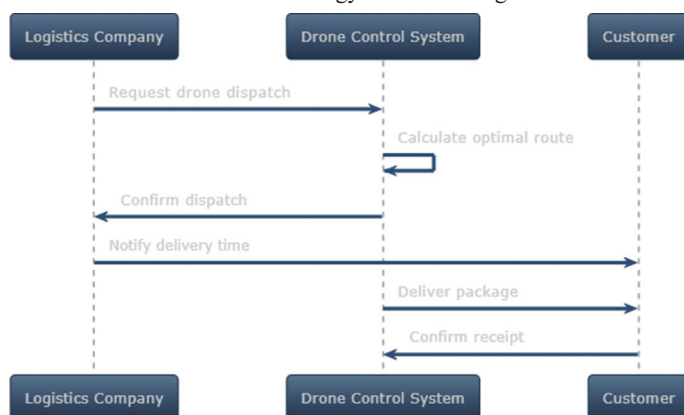 Logistics Company Drone Control System Customer
Request drone dispatch
Calculate optimal route
Confirm dispatch
Notify delivery time
Deliver package
Confirm receipt
Logistics Company Drone Control System Customer